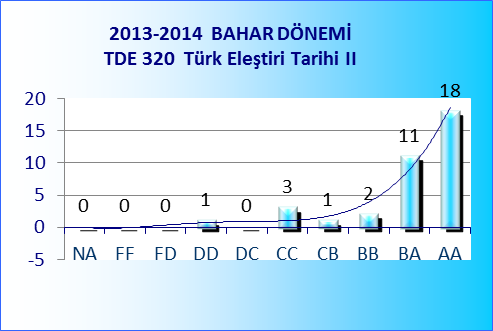 2013-2014 BAHAR DÖNEMİ
TDE 320 Türk Eleştiri Tarihi II
20
15
10
5
0
-5
0 0 0 1 0 3 1 2 11 18
NA FF FD DD DC CC CB BB BA AA